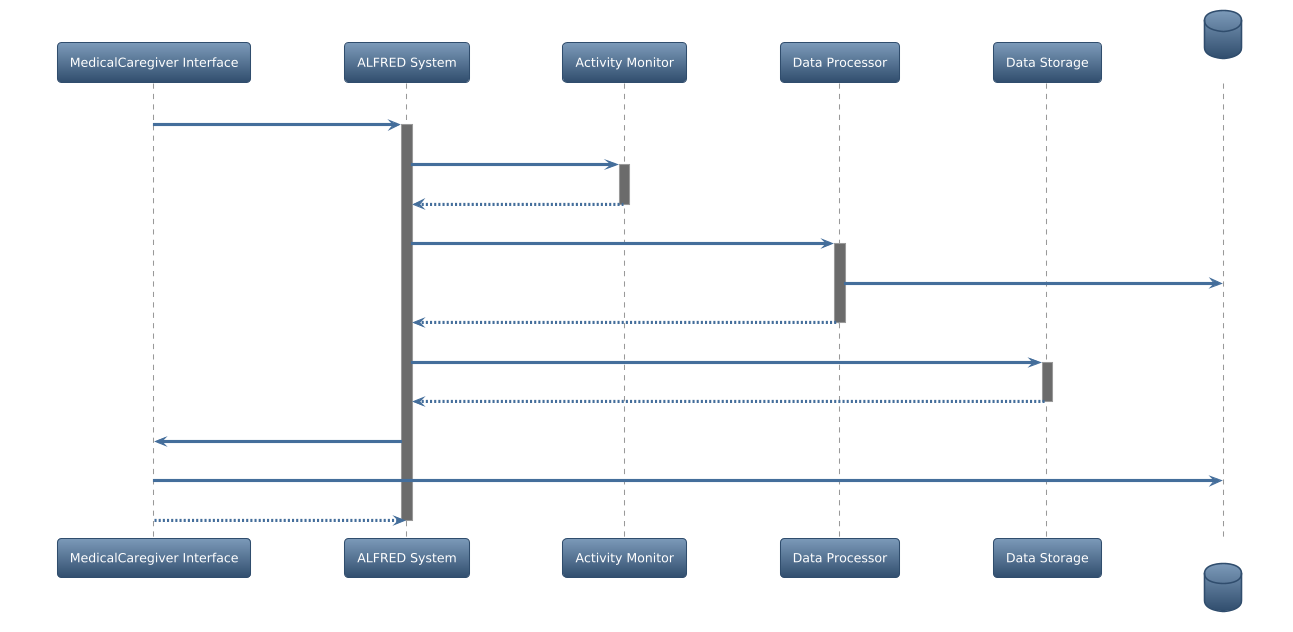 MedicalCaregiver Interface
ALFRED System
Activity Monitor
Data Processor
Data Storage
MedicalCaregiver Interface
ALFRED System
Activity Monitor
Data Processor
Data Storage